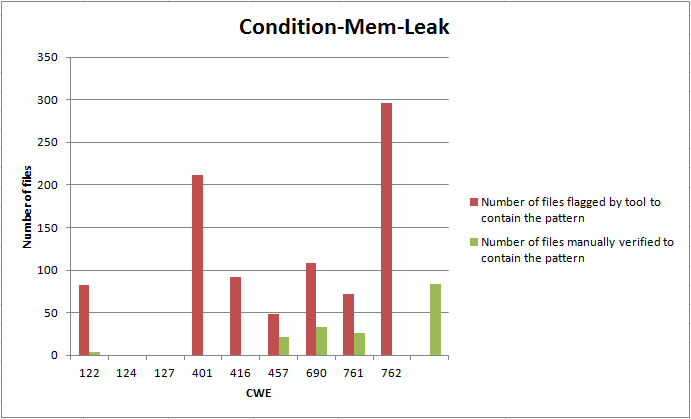 Condition-Mem-Leak
350
300
250
200
150
100
50
0
Number of files
122 124 127 401 416 457 690 761 762
CWE
Number of files flagged by tool to
contain the pattern
Number of files manually verified to
contain the pattern